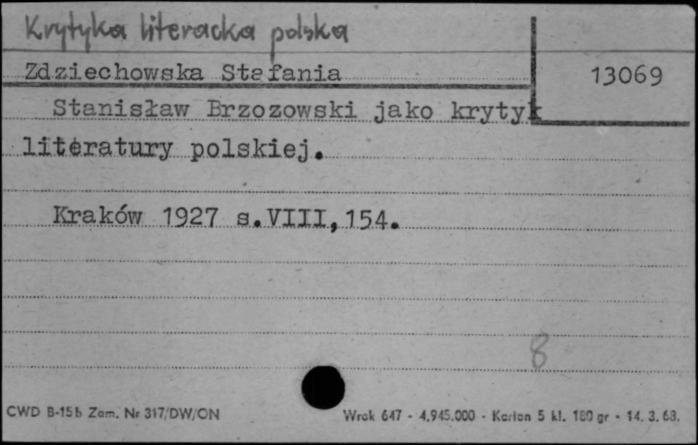 Krytyka literacka polska
Zdziechowska Stefania
13069
Stanisław Brzozowski jako krytyk
literatury polskiej.
Kraków 1927 s.VIII,154.
8
CWD B-15b Zam. Nr 317/DW/ON
Wrok 647 - 4.945.000 - Karton 5 kl. 180 gr - 14. 3. 68.